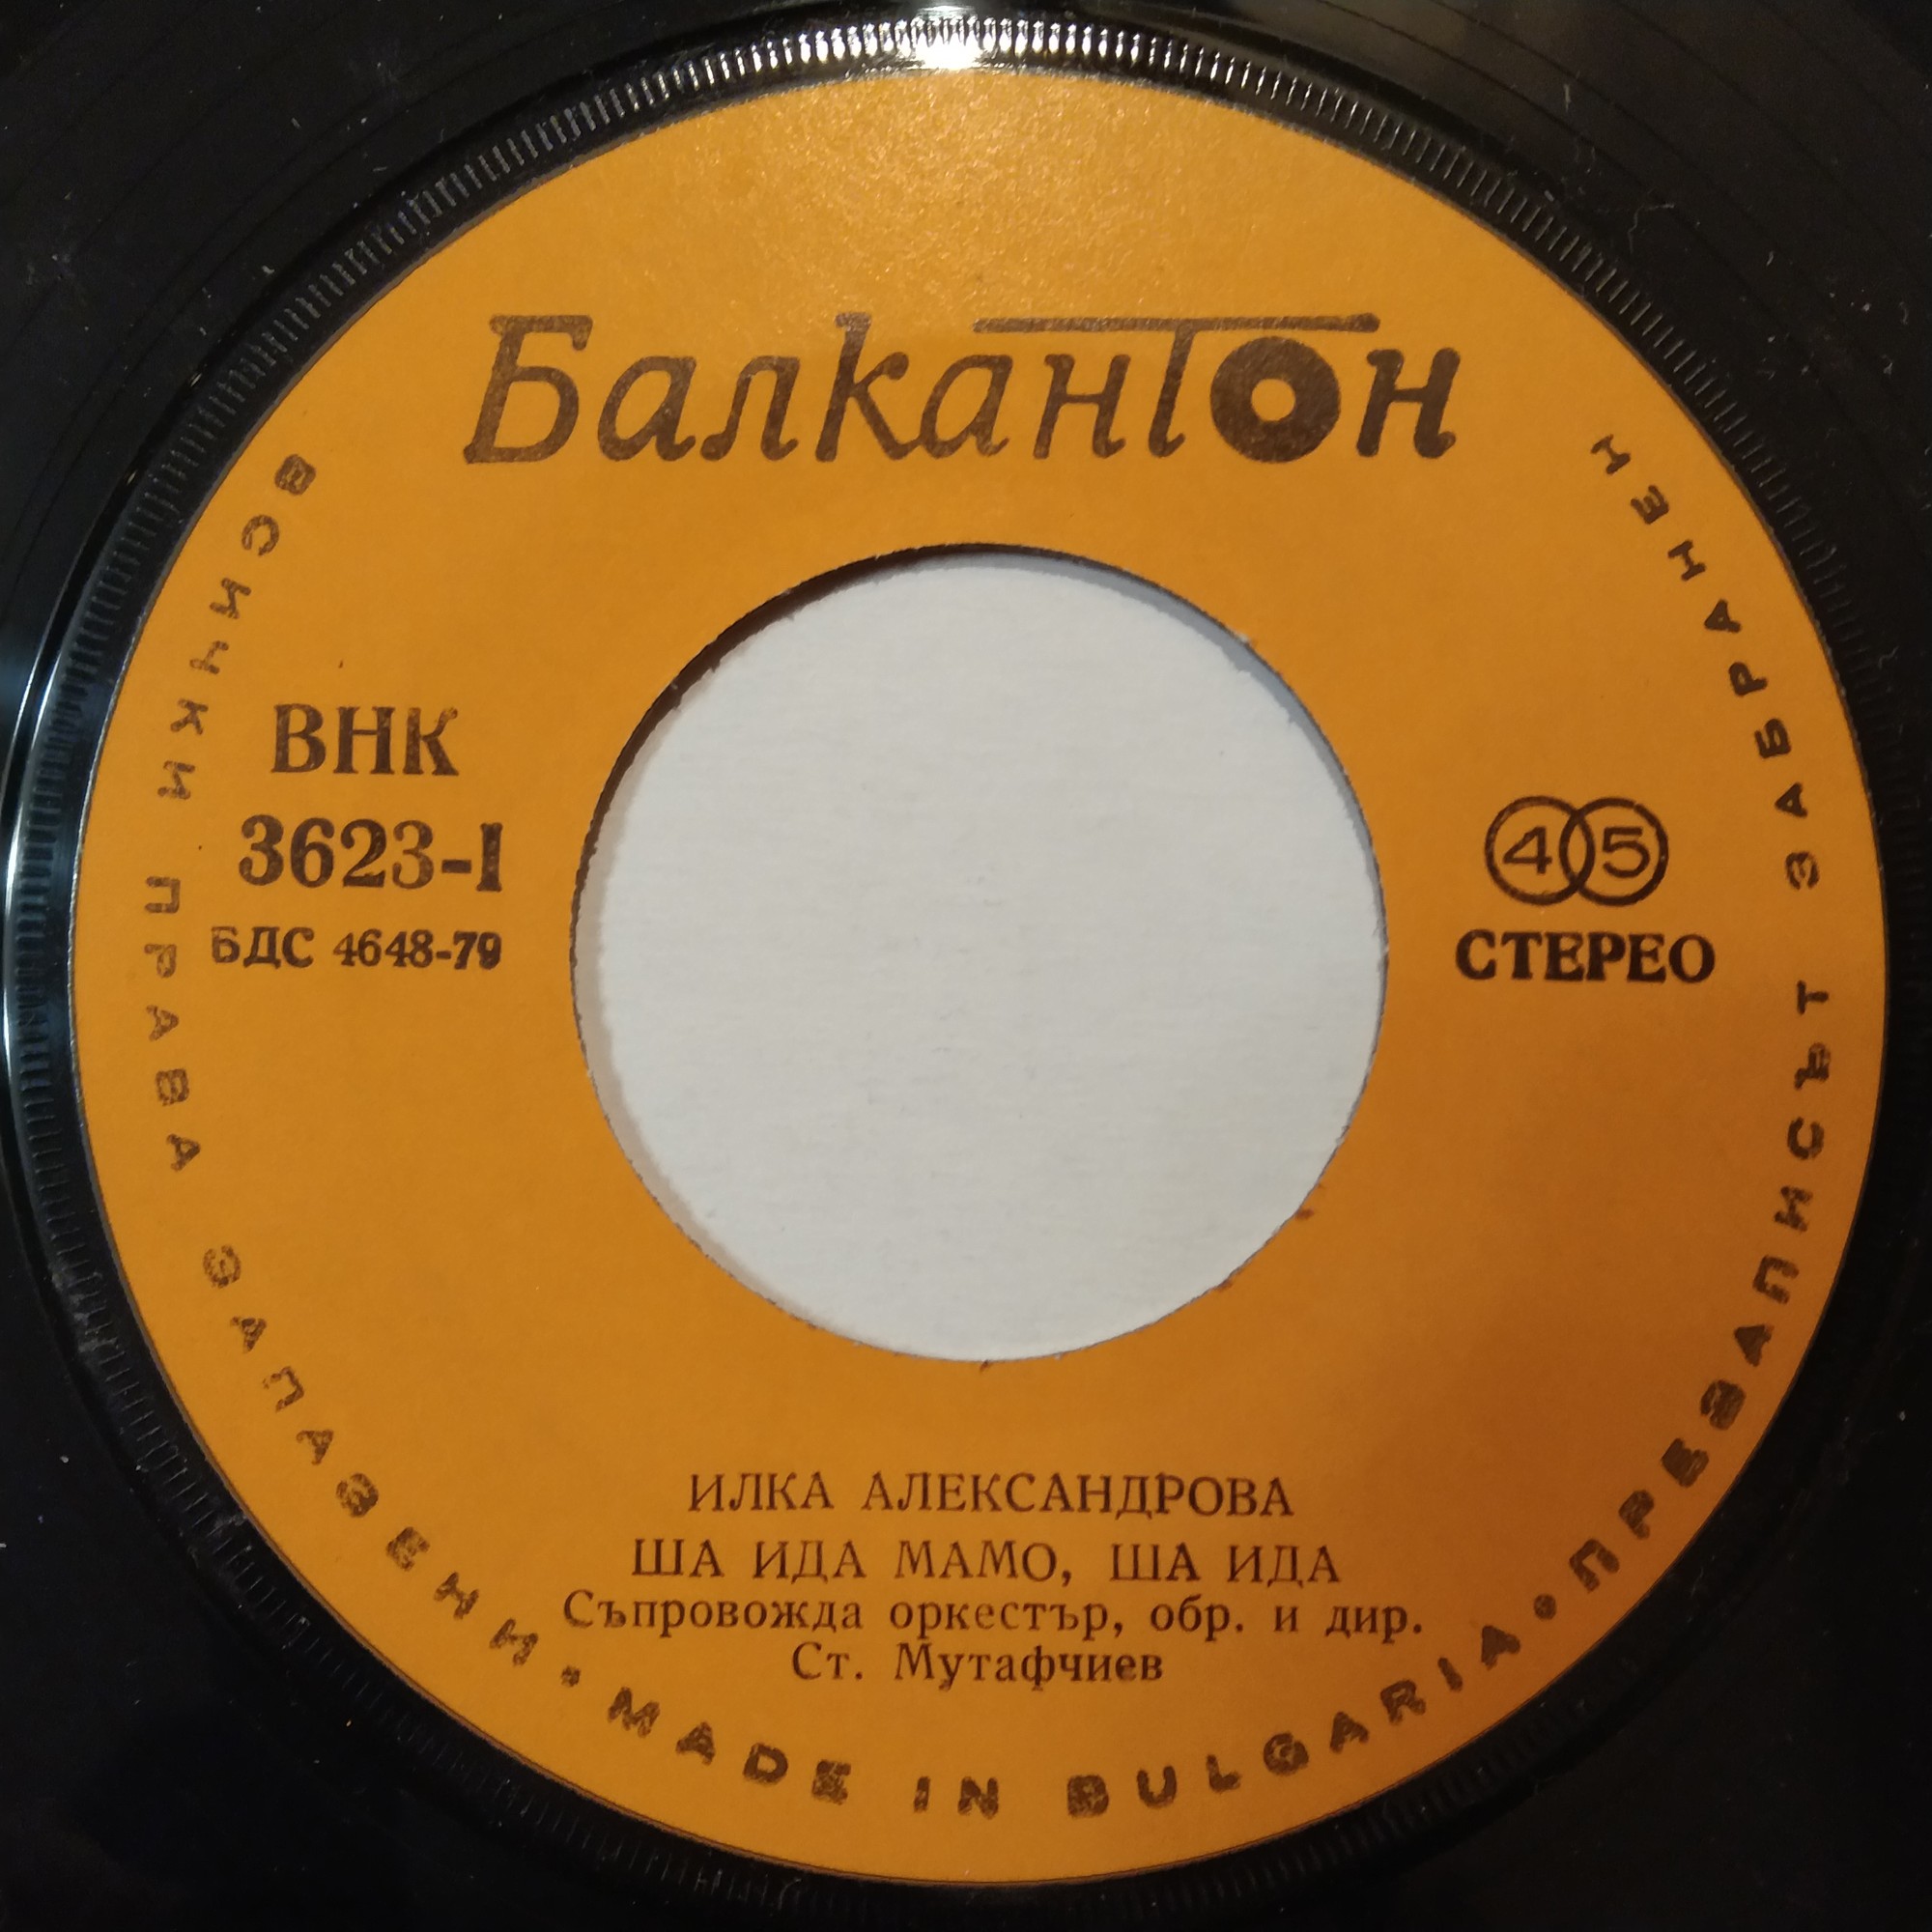 Балкантон
ВНК
3623-I
БДС 4648-79
45
СТЕРЕО
ИЛКА АЛЕКСАНДРОВА
ША ИДА МАМО, ША ИДА
Съпровожда оркестър, обр. и дир.
Ст. Мутафчиев
ВСИЧКИ ПРАВА ЗАПАЗЕНИ • MADE IN BULGARIA • ПРЕЗАПИСЪТ ЗАБРАНЕН